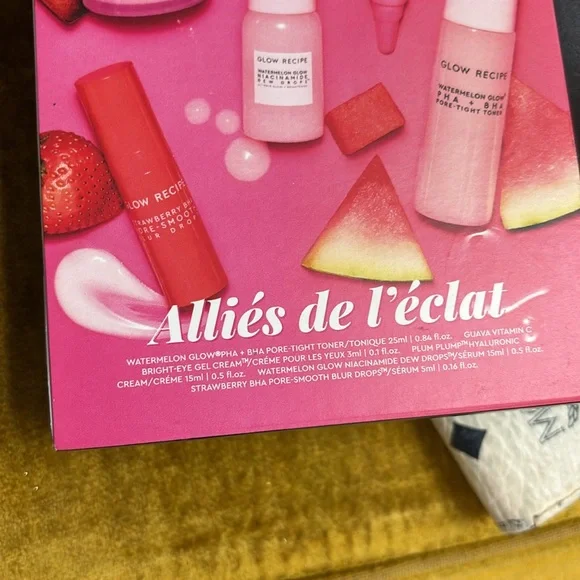 GLOW RECIPE
WATERMELON GLOW
NIACINAMIDE
DEW DROPS
GLOW RECIPE
WATERMELON GLOW
PHA + BHA
PORE-TIGHT TONER
GLOW RECIPE
STRAWBERRY BHA
PORE-SMOOTH
BLUR DROPS
Alliés de l'éclat
WATERMELON GLOW®PHA + BHA PORE-TIGHT TONER/TONIQUE 25ml | 0.84 fl.oz. GUAVA VITAMIN C
BRIGHT-EYE GEL CREAM™/CRÈME POUR LES YEUX 3ml | 0.1 fl.oz. PLUM PLUMP™HYALURONIC
CREAM/CRÈME 15ml | 0.5 fl.oz. WATERMELON GLOW NIACINAMIDE DEW DROPS™/SÉRUM 15ml | 0.5 fl.oz.
STRAWBERRY BHA PORE-SMOOTH BLUR DROPS™/SÉRUM 5ml | 0.16 fl.oz.